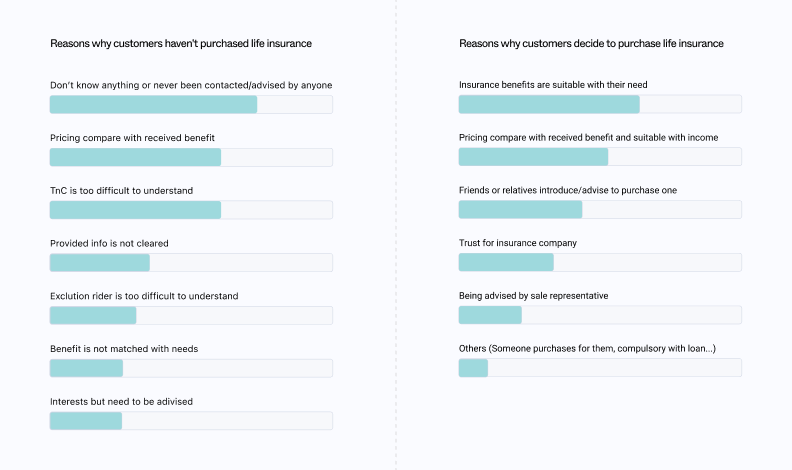 Reasons why customers haven't purchased life insurance
Don't know anything or never been contacted/advised by anyone
Pricing compare with received benefit
TnC is too difficult to understand
Provided info is not cleared
Exclution rider is too difficult to understand
Benefit is not matched with needs
Interests but need to be adivised
Reasons why customers decide to purchase life insurance
Insurance benefits are suitable with their need
Pricing compare with received benefit and suitable with income
Friends or relatives introduce/advise to purchase one
Trust for insurance company
Being advised by sale representative
Others (Someone purchases for them, compulsory with loan...)